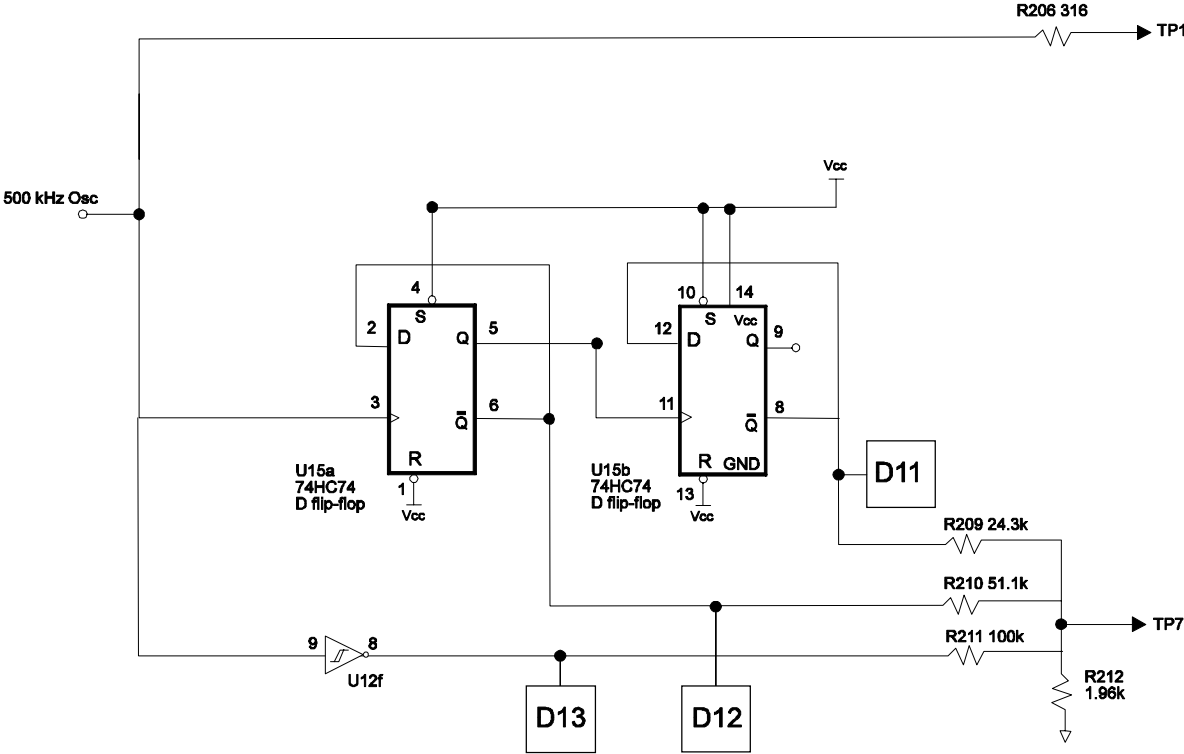 R206 316
TP1
Vcc
500 kHz Osc
4
10
14
S
S
Vcc
2
D
Q
5
12
D
Q
9
3
Q̅
6
11
Q̅
8
R
R
GND
U15a
74HC74
D flip-flop
1
Vcc
U15b
74HC74
D flip-flop
13
Vcc
D11
R209 24.3k
R210 51.1k
TP7
R211 100k
9
8
U12f
R212
1.96k
D13
D12